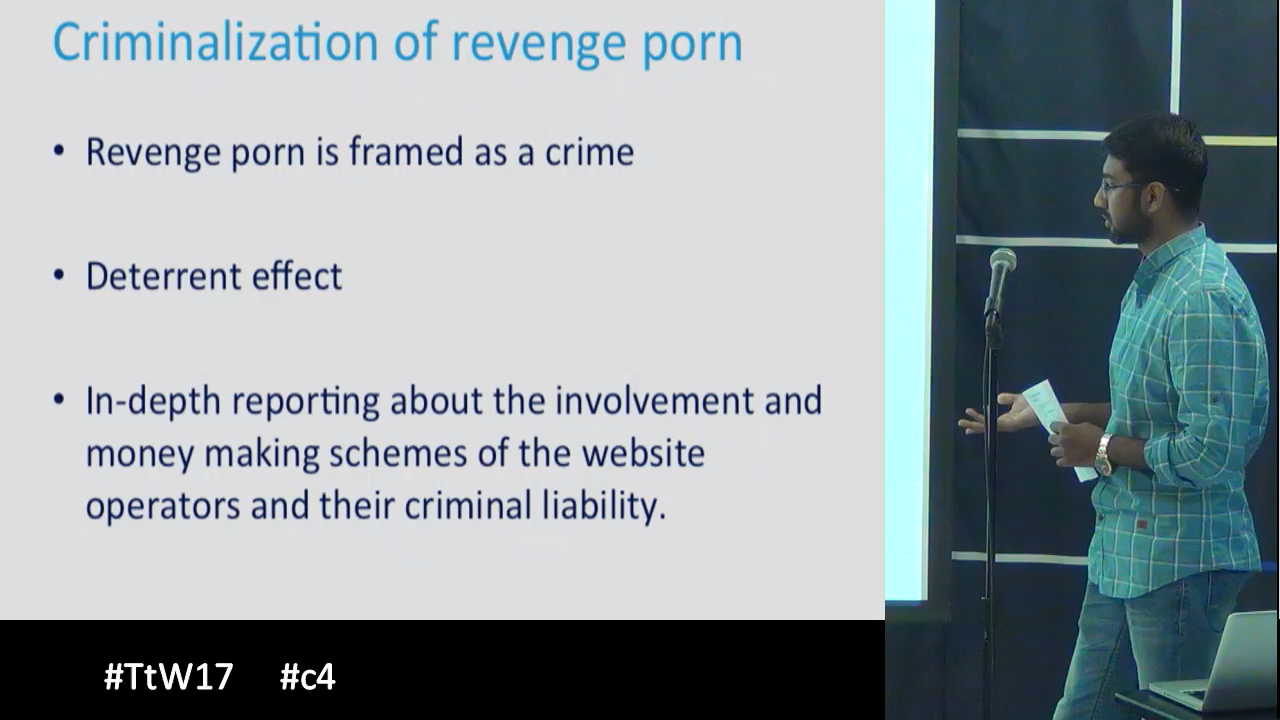 Criminalization of revenge porn
• Revenge porn is framed as a crime
• Deterrent effect
• In-depth reporting about the involvement and
money making schemes of the website
operators and their criminal liability.
#TtW17 #c4